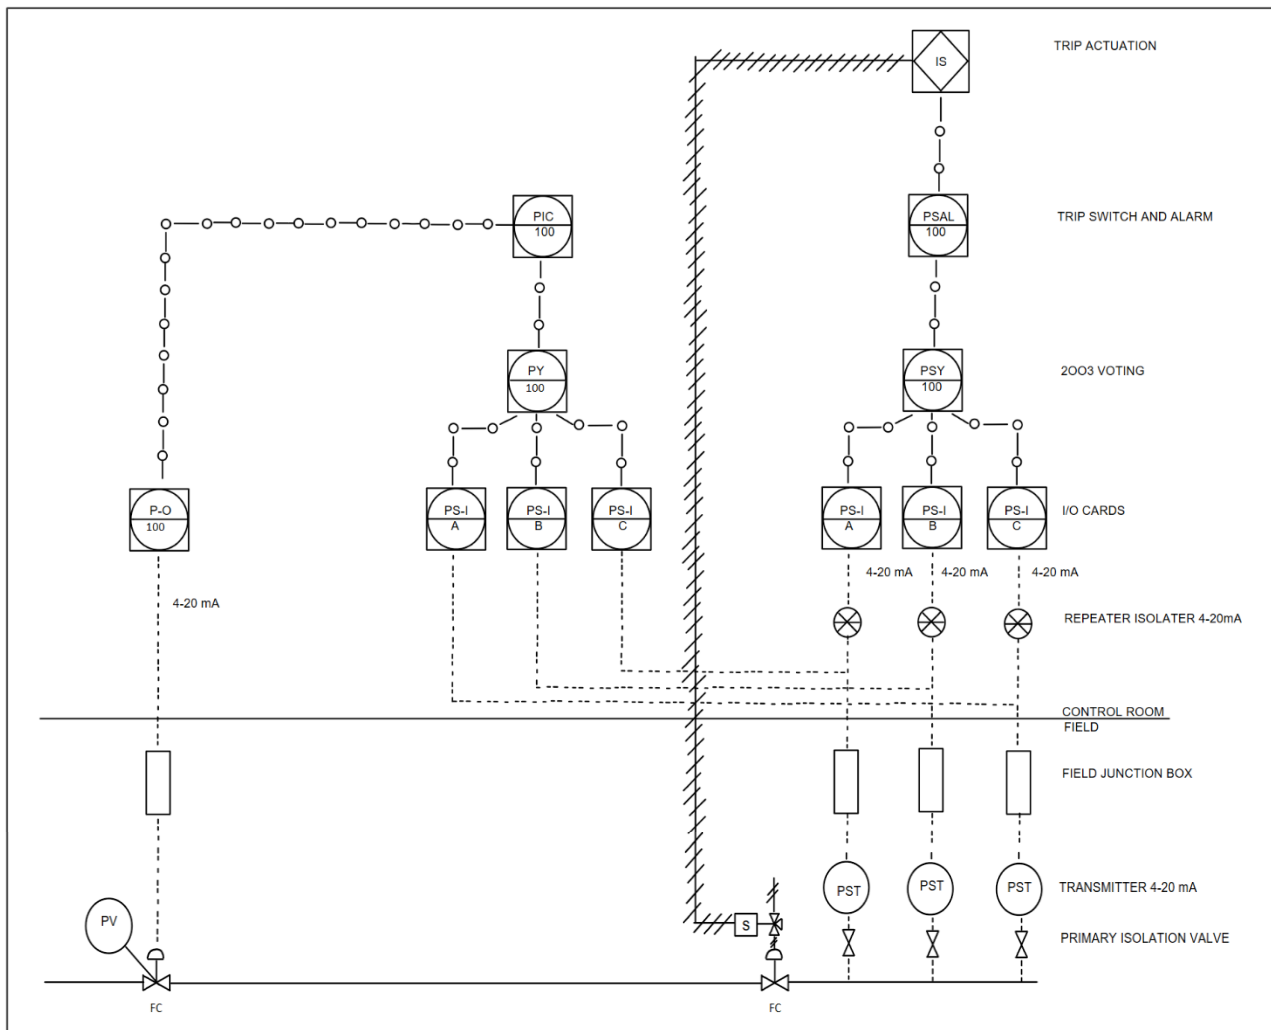 IS
TRIP ACTUATION
PIC
100
PSAL
100
TRIP SWITCH AND ALARM
PY
100
PSY
100
2OO3 VOTING
P-O
100
PS-I
A
PS-I
B
PS-I
C
PS-I
A
PS-I
B
PS-I
C
I/O CARDS
4-20 mA
4-20 mA
4-20 mA
4-20 mA
REPEATER ISOLATER 4-20mA
CONTROL ROOM
FIELD
FIELD JUNCTION BOX
PST
PST
PST
TRANSMITTER 4-20 mA
PV
S
PRIMARY ISOLATION VALVE
FC
FC